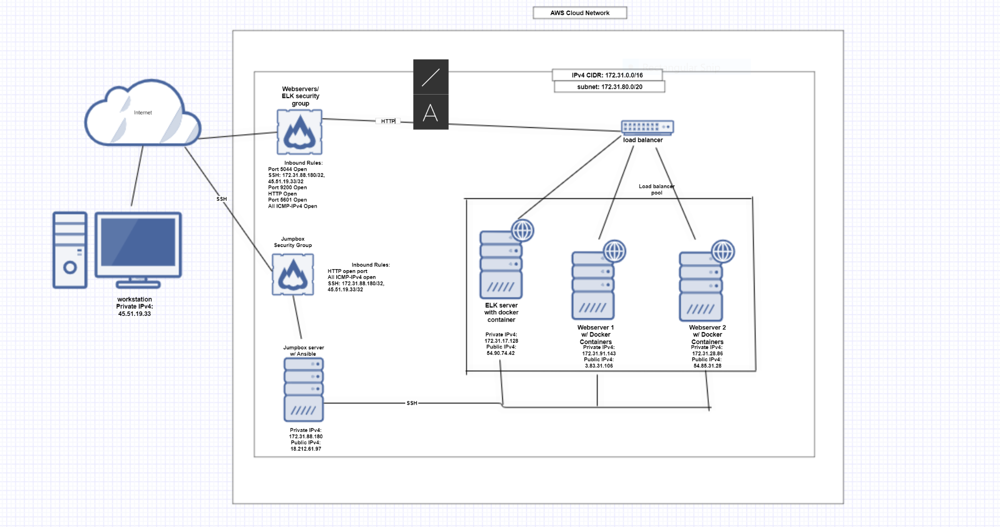 AWS Cloud Network
Rectangular Snip
IPv4 CIDR: 172.31.0.0/16
subnet: 172.31.80.0/20
Internet
Webservers/
ELK security
group
HTTP
A
load balancer
Inbound Rules:
Port 5044 Open
SSH: 172.31.88.180/32,
45.51.19.33/32
Port 9200 Open
HTTP Open
Port 5601 Open
All ICMP-IPv4 Open
SSH
Load balancer
pool
Jumpbox
Security Group
Inbound Rules:
HTTP open port
All ICMP-IPv4 open
SSH: 172.31.88.180/32,
45.51.19.33/32
workstation
Private IPv4:
45.51.19.33
ELK server
with docker
container
Private IPv4:
172.31.17.128
Public IPv4:
54.90.74.42
Webserver 1
w/ Docker
Containers
Private IPv4:
172.31.91.143
Public IPv4:
3.83.31.106
Webserver 2
w/ Docker
Containers
Private IPv4:
172.31.28.86
Public IPv4:
54.85.31.28
Jumpbox server
w/ Ansible
SSH
Private IPv4:
172.31.88.180
Public IPv4:
18.212.61.97